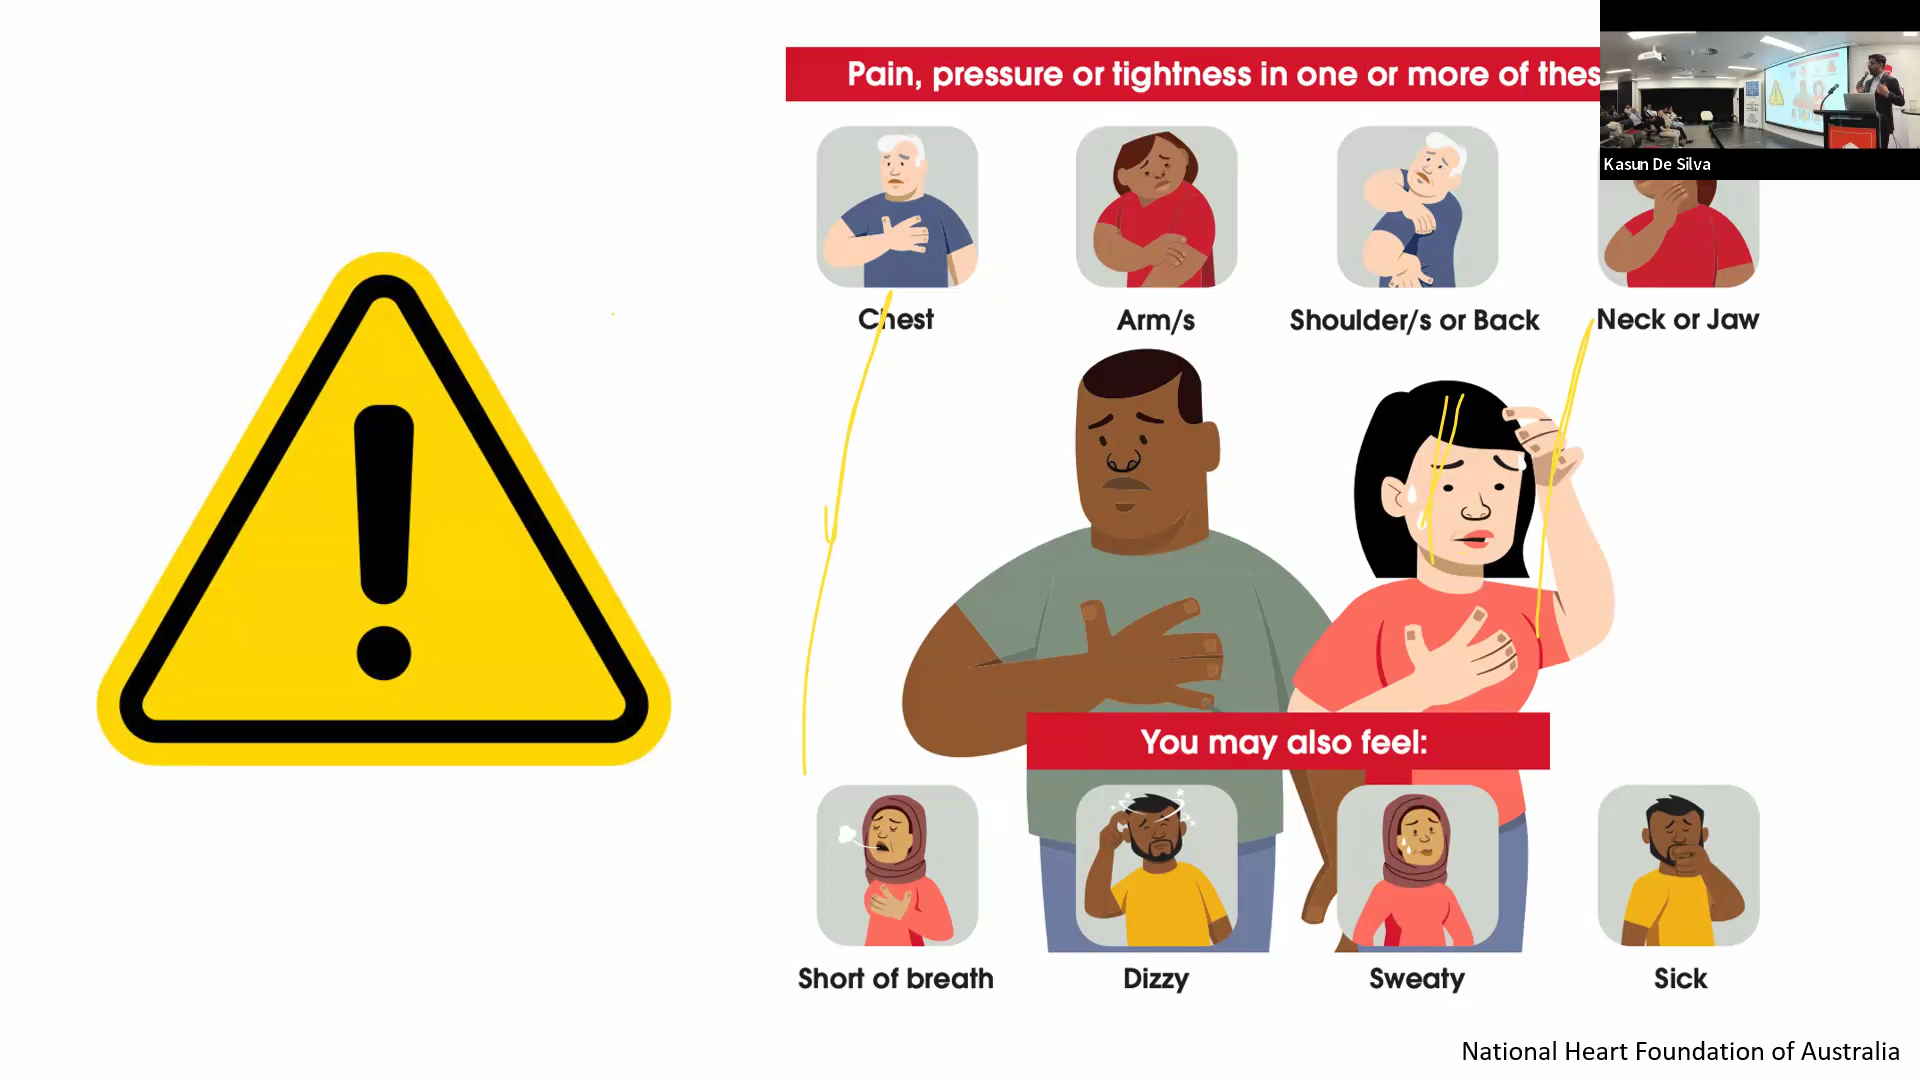 Pain, pressure or tightness in one or more of thes
Kasun De Silva
Chest
Arm/s
Shoulder/s or Back
Neck or Jaw
You may also feel:
Short of breath
Dizzy
Sweaty
Sick
National Heart Foundation of Australia